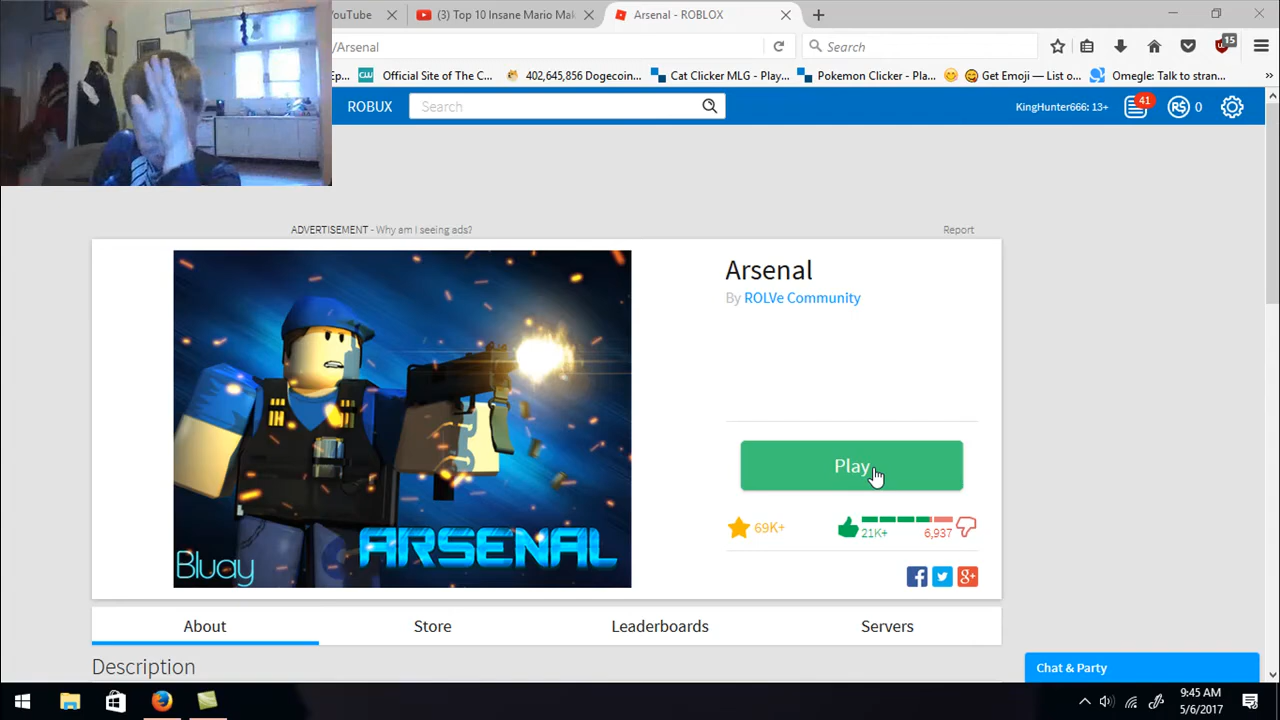 YouTube
(3) Top 10 Insane Mario Mak
Arsenal - ROBLOX
/Arsenal
Search
15
Ep...
CW Official Site of The C...
402,645,856 Dogecoin...
Cat Clicker MLG - Play...
Pokemon Clicker - Pla...
Get Emoji — List o...
Omegle: Talk to stran...
»
ROBUX
Search
KingHunter666: 13+
41
R$ 0
ADVERTISEMENT - Why am I seeing ads?
Report
Arsenal
By ROLVe Community
ARSENAL
Bluay
Play
69K+
21K+
6,937
About
Store
Leaderboards
Servers
Description
Chat & Party
9:45 AM
5/6/2017